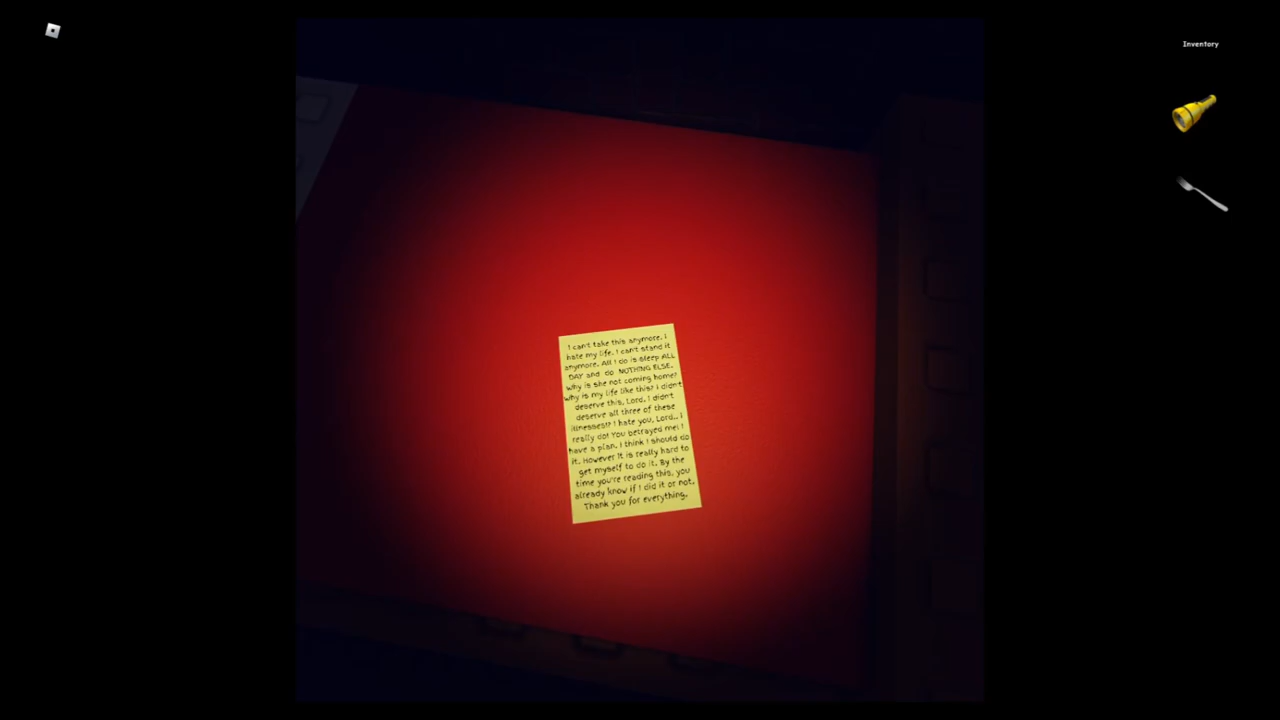 Inventory
I can't take this anymore. I
hate my life. I can't stand it
anymore. All I do is sleep ALL
DAY and do NOTHING ELSE.
why is she not coming home?
why is my life like this? I didn't
deserve this, Lord. I didn't
deserve all three of these
illnesses!? I hate you, Lord.. I
really do! You betrayed me! I
have a plan. I think I should do
it. However it is really hard to
get myself to do it. By the
time you're reading this, you
already know if I did it or not.
Thank you for everything.